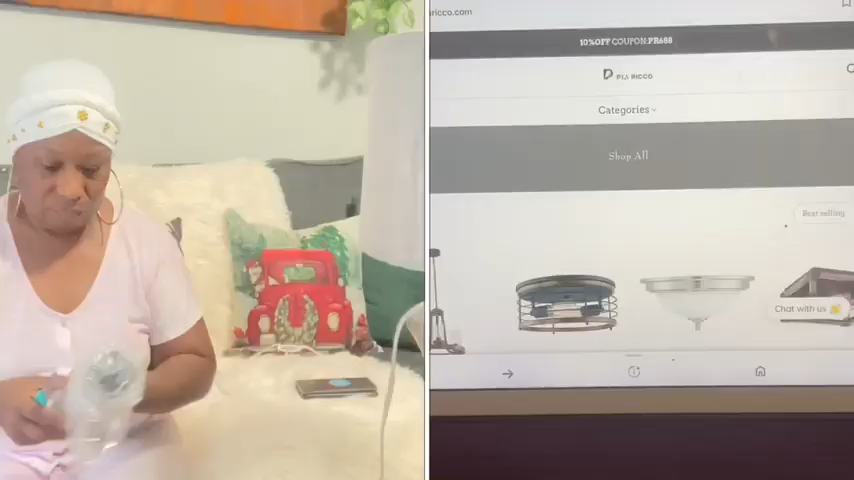 ricco.com
10%OFF COUPON:PR688
PIA RICCO
Categories
Shop All
Best selling
Chat with us